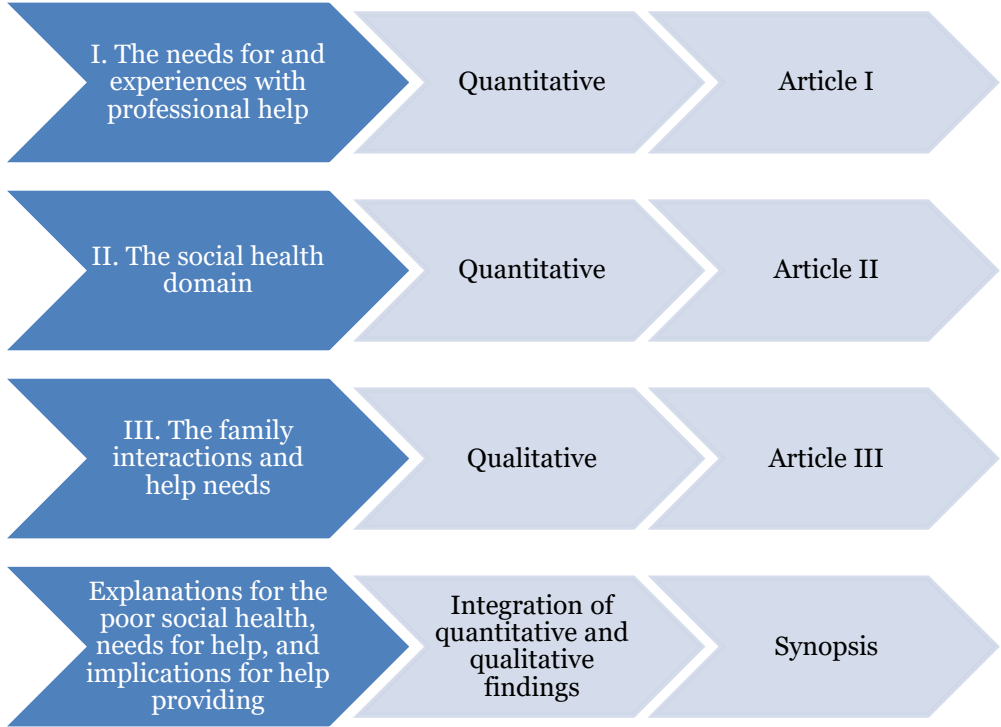 I. The needs for and
experiences with
professional help
Quantitative
Article I
II. The social health
domain
Quantitative
Article II
III. The family
interactions and
help needs
Qualitative
Article III
Explanations for the
poor social health,
needs for help, and
implications for help
providing
Integration of
quantitative and
qualitative
findings
Synopsis